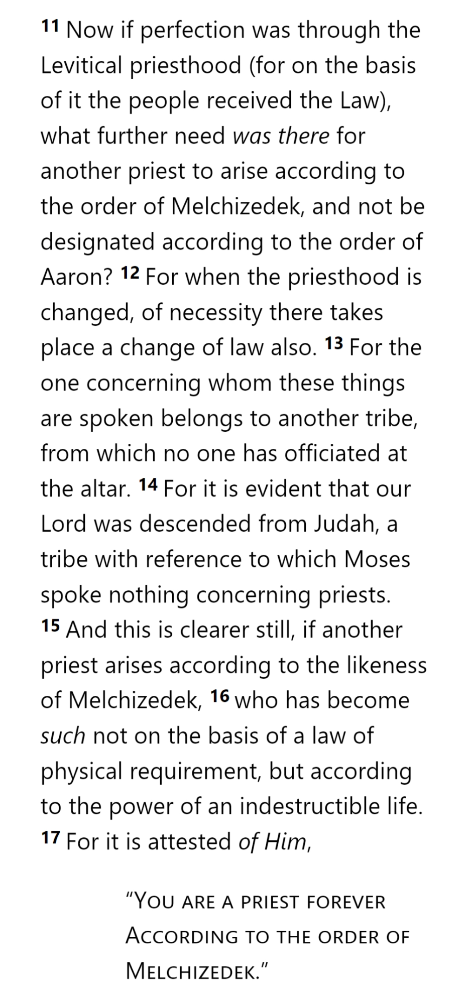 11 Now if perfection was through the
Levitical priesthood (for on the basis
of it the people received the Law),
what further need was there for
another priest to arise according to
the order of Melchizedek, and not be
designated according to the order of
Aaron? 12 For when the priesthood is
changed, of necessity there takes
place a change of law also. 13 For the
one concerning whom these things
are spoken belongs to another tribe,
from which no one has officiated at
the altar. 14 For it is evident that our
Lord was descended from Judah, a
tribe with reference to which Moses
spoke nothing concerning priests.
15 And this is clearer still, if another
priest arises according to the likeness
of Melchizedek, 16 who has become
such not on the basis of a law of
physical requirement, but according
to the power of an indestructible life.
17 For it is attested of Him,
“You are a priest forever
According to the order of
Melchizedek.”